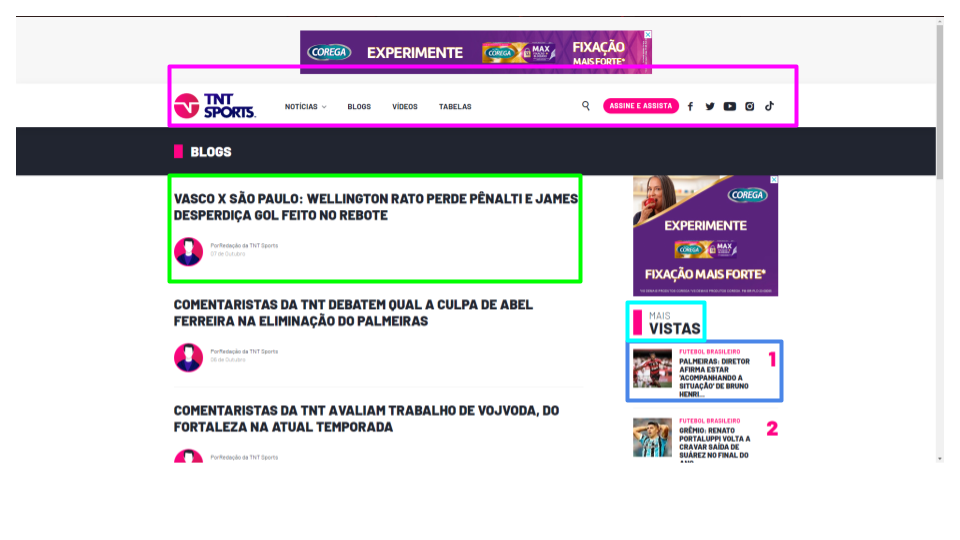 COREGA EXPERIMENTE COREGA MAX FIXAÇÃO MAIS FORTE*
TNT SPORTS.
NOTÍCIAS BLOGS VÍDEOS TABELAS ASSINE E ASSISTA
BLOGS
VASCO X SÃO PAULO: WELLINGTON RATO PERDE PÊNALTI E JAMES
DESPERDIÇA GOL FEITO NO REBOTE
Por Redação da TNT Sports
07 de Outubro
COMENTARISTAS DA TNT DEBATEM QUAL A CULPA DE ABEL
FERREIRA NA ELIMINAÇÃO DO PALMEIRAS
Por Redação da TNT Sports
06 de Outubro
COMENTARISTAS DA TNT AVALIAM TRABALHO DE VOJVODA, DO
FORTALEZA NA ATUAL TEMPORADA
Por Redação da TNT Sports
COREGA
EXPERIMENTE
COREGA MAX
FIXAÇÃO MAIS FORTE*
MAIS
VISTAS
FUTEBOL BRASILEIRO
1
PALMEIRAS: DIRETOR
AFIRMA ESTAR
'ACOMPANHANDO A
SITUAÇÃO' DE BRUNO
HENRI...
FUTEBOL BRASILEIRO
2
GRÊMIO: RENATO
PORTALUPPI VOLTA A
CRAVAR SAÍDA DE
SUÁREZ NO FINAL DO
ANO